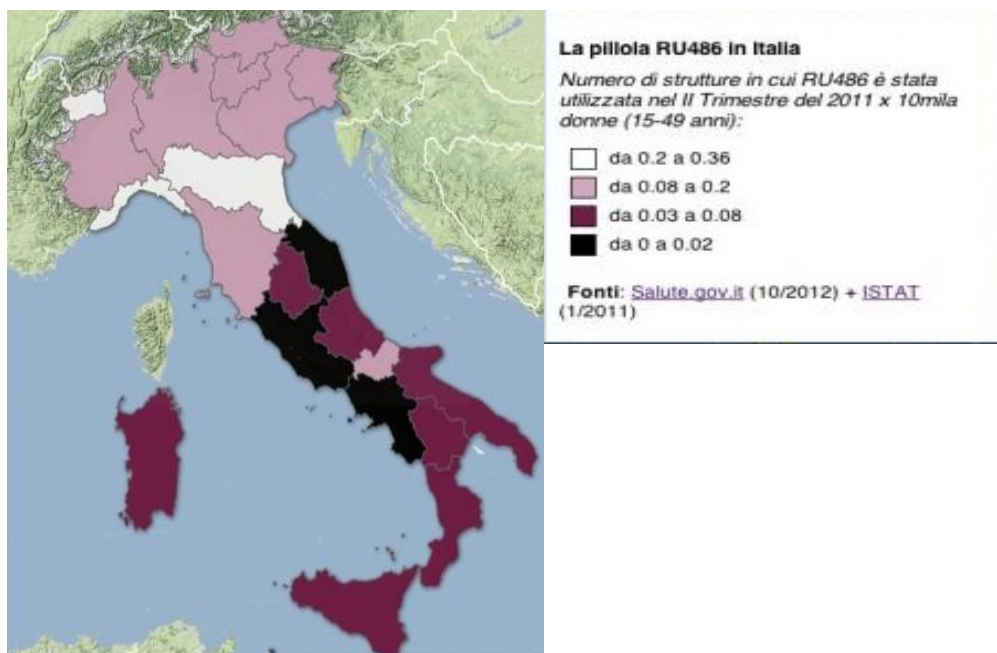 La pillola RU486 in Italia
Numero di strutture in cui RU486 è stata
utilizzata nel II Trimestre del 2011 x 10mila
donne (15-49 anni):
da 0.2 a 0.36
da 0.08 a 0.2
da 0.03 a 0.08
da 0 a 0.02
Fonti: Salute.gov.it (10/2012) + ISTAT
(1/2011)